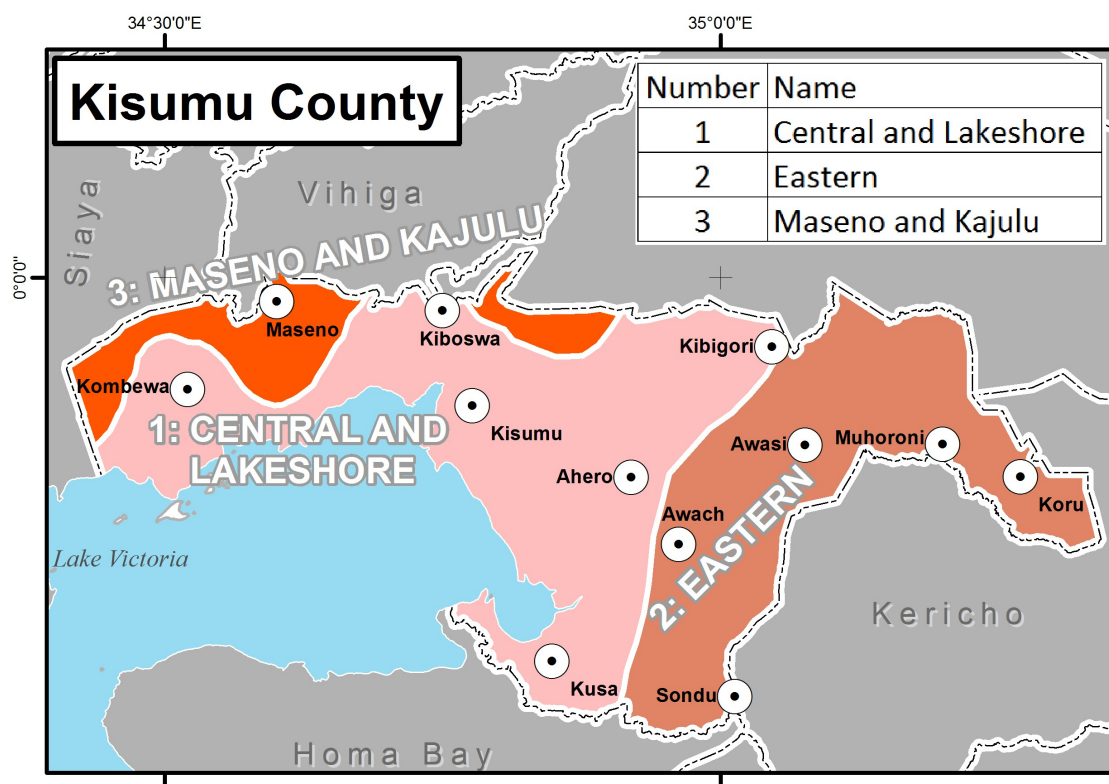 34°30'0"E
35°0'0"E
Kisumu County
Number Name
1 Central and Lakeshore
2 Eastern
3 Maseno and Kajulu
Siaya
Vihiga
3: MASENO AND KAJULU
0°0'0"
Maseno
Kiboswa
Kibigori
Kombewa
1: CENTRAL AND
LAKESHORE
Kisumu
Awasi
Muhoroni
Ahero
Koru
Awach
2: EASTERN
Lake Victoria
Kericho
Kusa
Sondu
Homa Bay